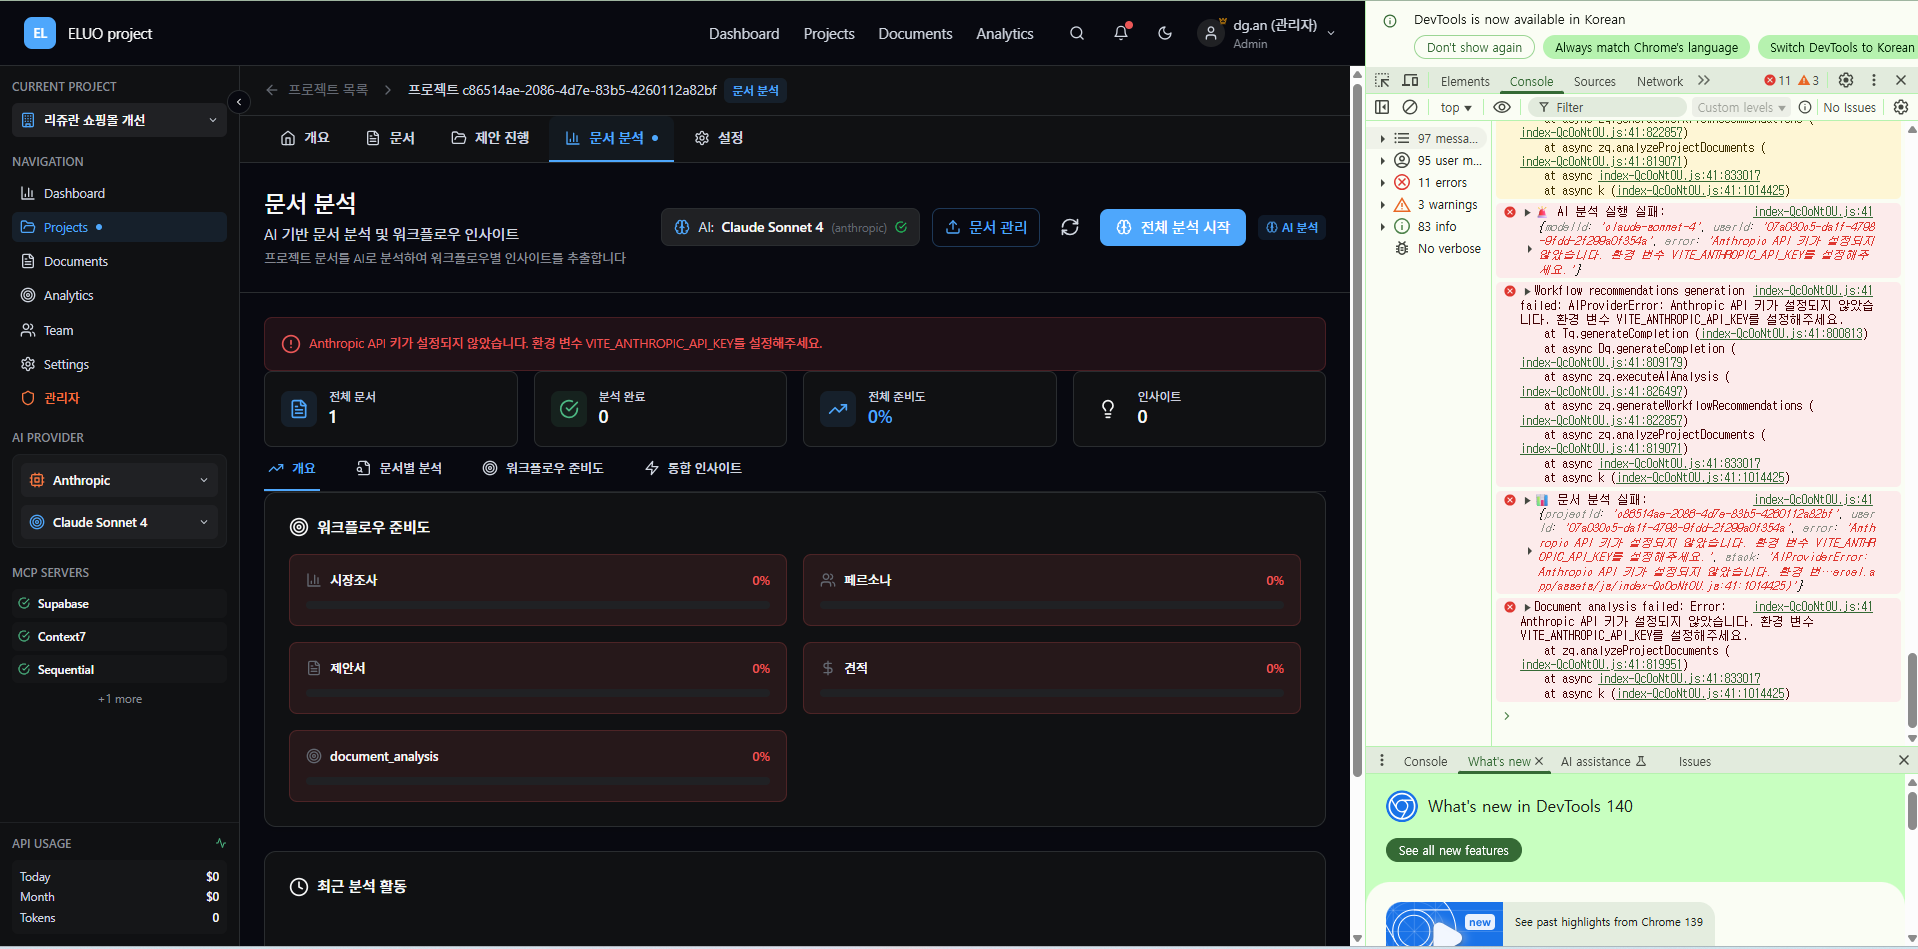 EL
ELUO project
Dashboard
Projects
Documents
Analytics
dg.an (관리자)
Admin
CURRENT PROJECT
리쥬란 쇼핑몰 개선
NAVIGATION
Dashboard
Projects
Documents
Analytics
Team
Settings
관리자
AI PROVIDER
Anthropic
Claude Sonnet 4
MCP SERVERS
Supabase
Context7
Sequential
+1 more
API USAGE
Today $0
Month $0
Tokens 0
프로젝트 목록
프로젝트 c86514ae-2086-4d7e-83b5-4260112a82bf
문서 분석
개요
문서
제안 진행
문서 분석
설정
문서 분석
AI 기반 문서 분석 및 워크플로우 인사이트
프로젝트 문서를 AI로 분석하여 워크플로우별 인사이트를 추출합니다
AI: Claude Sonnet 4 (anthropic)
문서 관리
전체 분석 시작
AI 분석
Anthropic API 키가 설정되지 않았습니다. 환경 변수 VITE_ANTHROPIC_API_KEY를 설정해주세요.
전체 문서
1
분석 완료
0
전체 준비도
0%
인사이트
0
개요
문서별 분석
워크플로우 준비도
통합 인사이트
워크플로우 준비도
시장조사 0%
페르소나 0%
제안서 0%
견적 0%
document_analysis 0%
최근 분석 활동
DevTools is now available in Korean
Don't show again
Always match Chrome's language
Switch DevTools to Korean
Elements
Console
Sources
Network
11
3
top
Filter
Custom levels
No Issues
97 messa...
95 user m...
11 errors
3 warnings
83 info
No verbose
index-QcOoNtOU.js:41:822857)
at async zq.analyzeProjectDocuments (
index-QcOoNtOU.js:41:819071)
at async index-QcOoNtOU.js:41:833017
at async k (index-QcOoNtOU.js:41:1014425)
AI 분석 실행 실패: index-QcOoNtOU.js:41
{modelId: 'claude-sonnet-4', userId: '07a030c5-da1f-4798
-9fdd-2f299a0f354a', error: 'Anthropic API 키가 설정되지
않았습니다. 환경 변수 VITE_ANTHROPIC_API_KEY를 설정해주
세요.'}
Workflow recommendations generation index-QcOoNtOU.js:41
failed: AIProviderError: Anthropic API 키가 설정되지 않았습
니다. 환경 변수 VITE_ANTHROPIC_API_KEY를 설정해주세요.
at Tq.generateCompletion (index-QcOoNtOU.js:41:800813)
at async Dq.generateCompletion (
index-QcOoNtOU.js:41:809179)
at async zq.executeAIAnalysis (
index-QcOoNtOU.js:41:826497)
at async zq.generateWorkflowRecommendations (
index-QcOoNtOU.js:41:822857)
at async zq.analyzeProjectDocuments (
index-QcOoNtOU.js:41:819071)
at async index-QcOoNtOU.js:41:833017
at async k (index-QcOoNtOU.js:41:1014425)
문서 분석 실패: index-QcOoNtOU.js:41
{projectId: 'c86514ae-2086-4d7e-83b5-4260112a82bf', user
Id: '07a030c5-da1f-4798-9fdd-2f299a0f354a', error: 'Anth
ropic API 키가 설정되지 않았습니다. 환경 변수 VITE_ANTHR
OPIC_API_KEY를 설정해주세요.', stack: 'AIProviderError:
Anthropic API 키가 설정되지 않았습니다. 환경 변…ercel.a
pp/assets/js/index-QcOoNtOU.js:41:1014425)'}
Document analysis failed: Error: index-QcOoNtOU.js:41
Anthropic API 키가 설정되지 않았습니다. 환경 변수
VITE_ANTHROPIC_API_KEY를 설정해주세요.
at zq.analyzeProjectDocuments (
index-QcOoNtOU.js:41:819951)
at async index-QcOoNtOU.js:41:833017
at async k (index-QcOoNtOU.js:41:1014425)
Console
What's new
AI assistance
Issues
What's new in DevTools 140
See all new features
new
See past highlights from Chrome 139